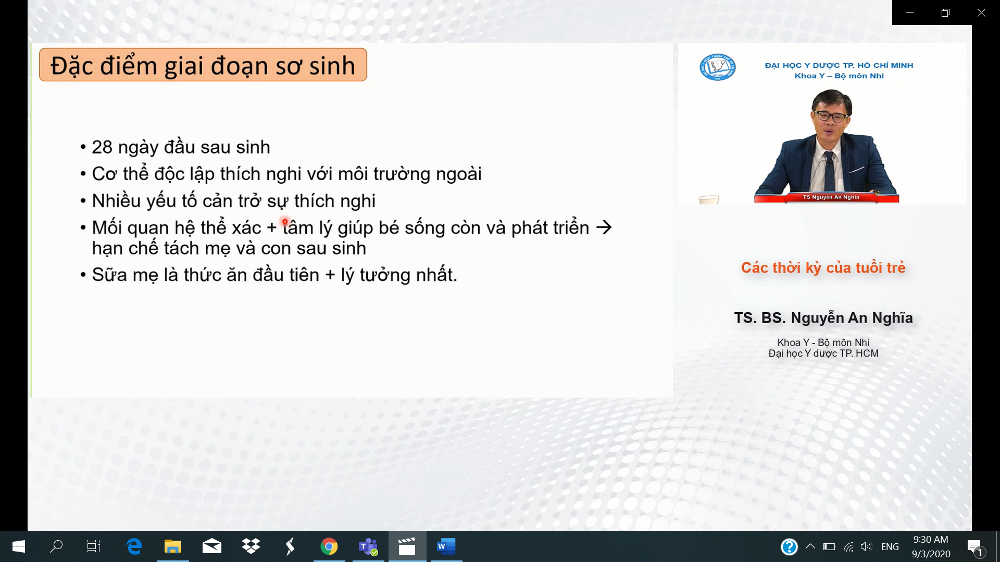 Đặc điểm giai đoạn sơ sinh
• 28 ngày đầu sau sinh
• Cơ thể độc lập thích nghi với môi trường ngoài
• Nhiều yếu tố cản trở sự thích nghi
• Mối quan hệ thể xác + tâm lý giúp bé sống còn và phát triển →
hạn chế tách mẹ và con sau sinh
• Sữa mẹ là thức ăn đầu tiên + lý tưởng nhất.
ĐẠI HỌC Y DƯỢC TP. HỒ CHÍ MINH
Khoa Y – Bộ môn Nhi
TS Nguyễn An Nghĩa
Các thời kỳ của tuổi trẻ
TS. BS. Nguyễn An Nghĩa
Khoa Y - Bộ môn Nhi
Đại học Y dược TP. HCM
ENG
9:30 AM
9/3/2020
1